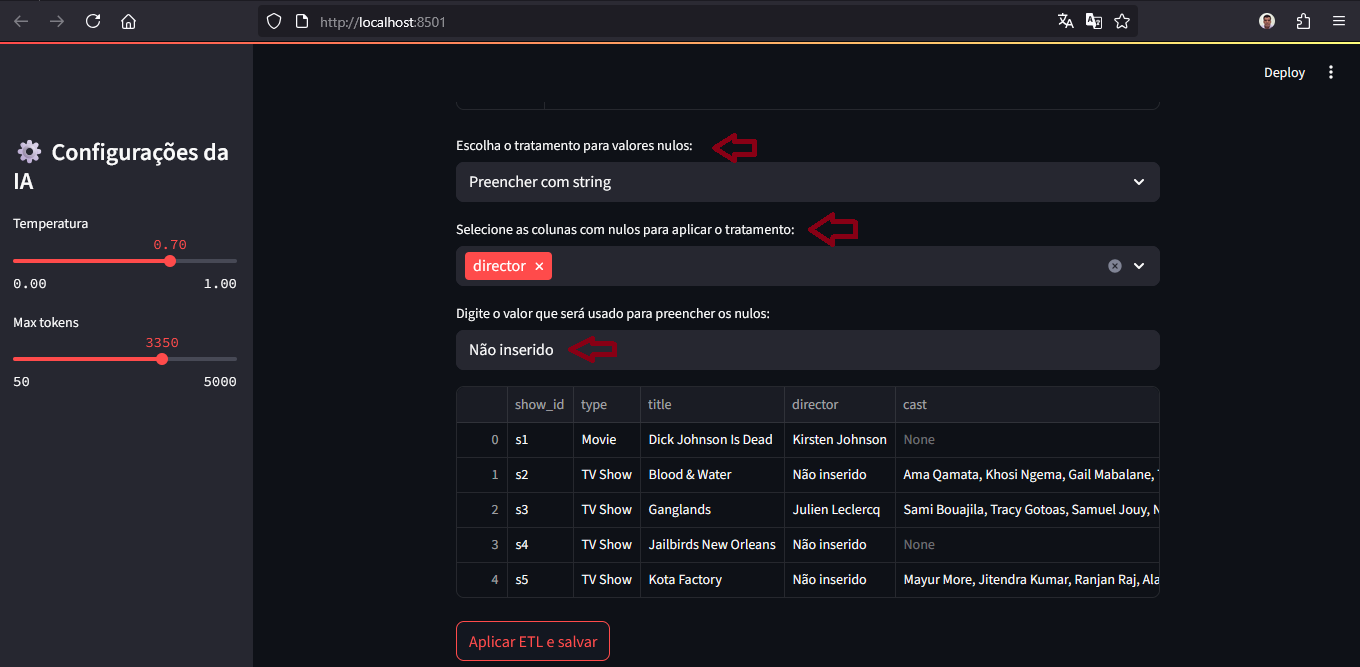 http://localhost:8501
Deploy
Configurações da
IA
Temperatura
0.70
0.00 1.00
Max tokens
3350
50 5000
Escolha o tratamento para valores nulos:
Preencher com string
Selecione as colunas com nulos para aplicar o tratamento:
director
Digite o valor que será usado para preencher os nulos:
Não inserido
show_id type title director cast
0 s1 Movie Dick Johnson Is Dead Kirsten Johnson None
1 s2 TV Show Blood & Water Não inserido Ama Qamata, Khosi Ngema, Gail Mabalane,
2 s3 TV Show Ganglands Julien Leclercq Sami Bouajila, Tracy Gotoas, Samuel Jouy, N
3 s4 TV Show Jailbirds New Orleans Não inserido None
4 s5 TV Show Kota Factory Não inserido Mayur More, Jitendra Kumar, Ranjan Raj, Ala
Aplicar ETL e salvar